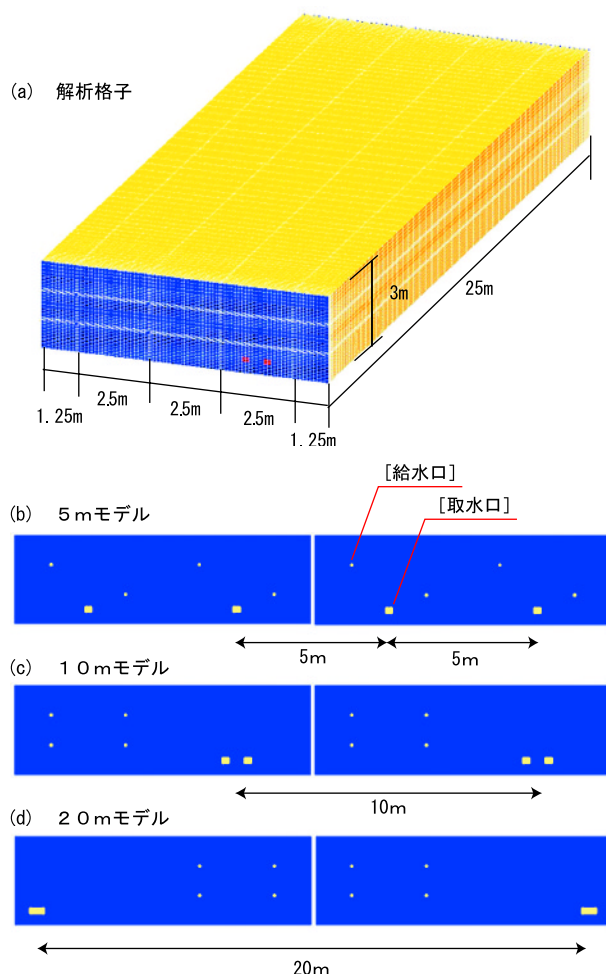 (a) 解析格子
3m
25m
1.25m
2.5m
2.5m
2.5m
1.25m
[給水口]
[取水口]
(b) 5mモデル
5m
5m
(c) 10mモデル
10m
(d) 20mモデル
20m